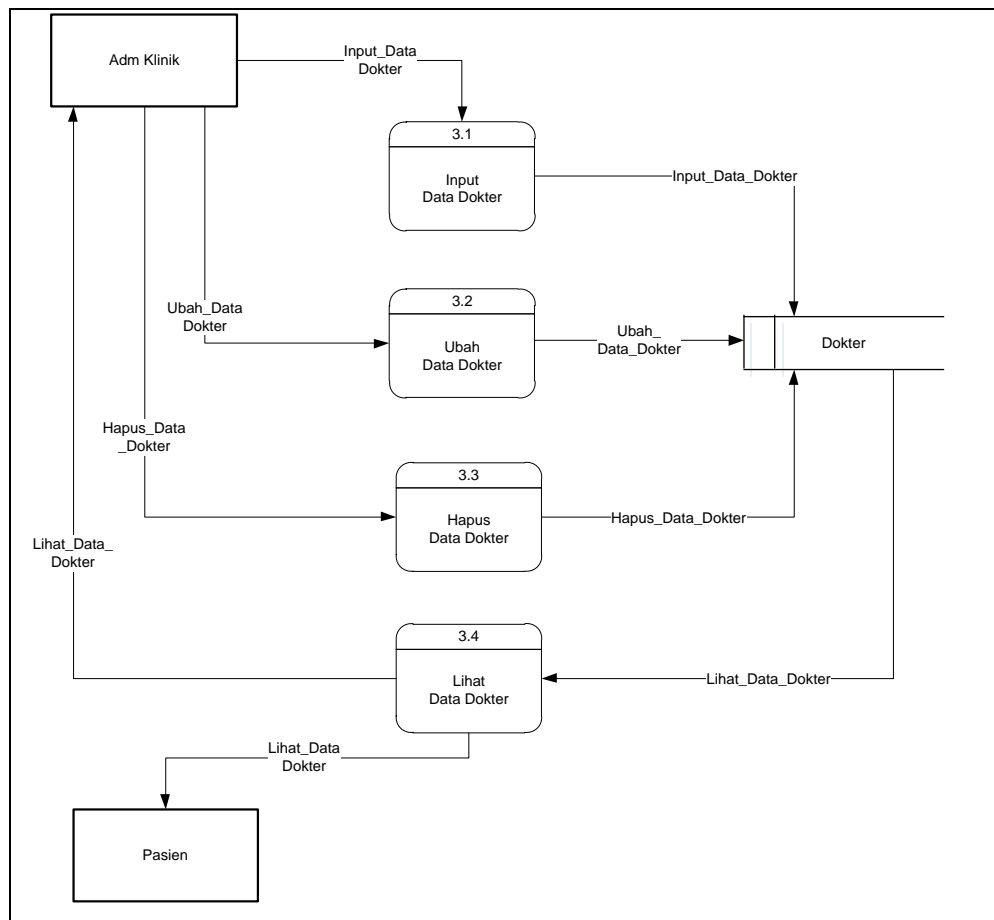 Adm Klinik
Input_Data
Dokter
3.1
Input
Data Dokter
Input_Data_Dokter
Ubah_Data
Dokter
3.2
Ubah
Data Dokter
Ubah_
Data_Dokter
Dokter
Hapus_Data
_Dokter
3.3
Hapus
Data Dokter
Hapus_Data_Dokter
Lihat_Data_
Dokter
3.4
Lihat
Data Dokter
Lihat_Data_Dokter
Lihat_Data
Dokter
Pasien